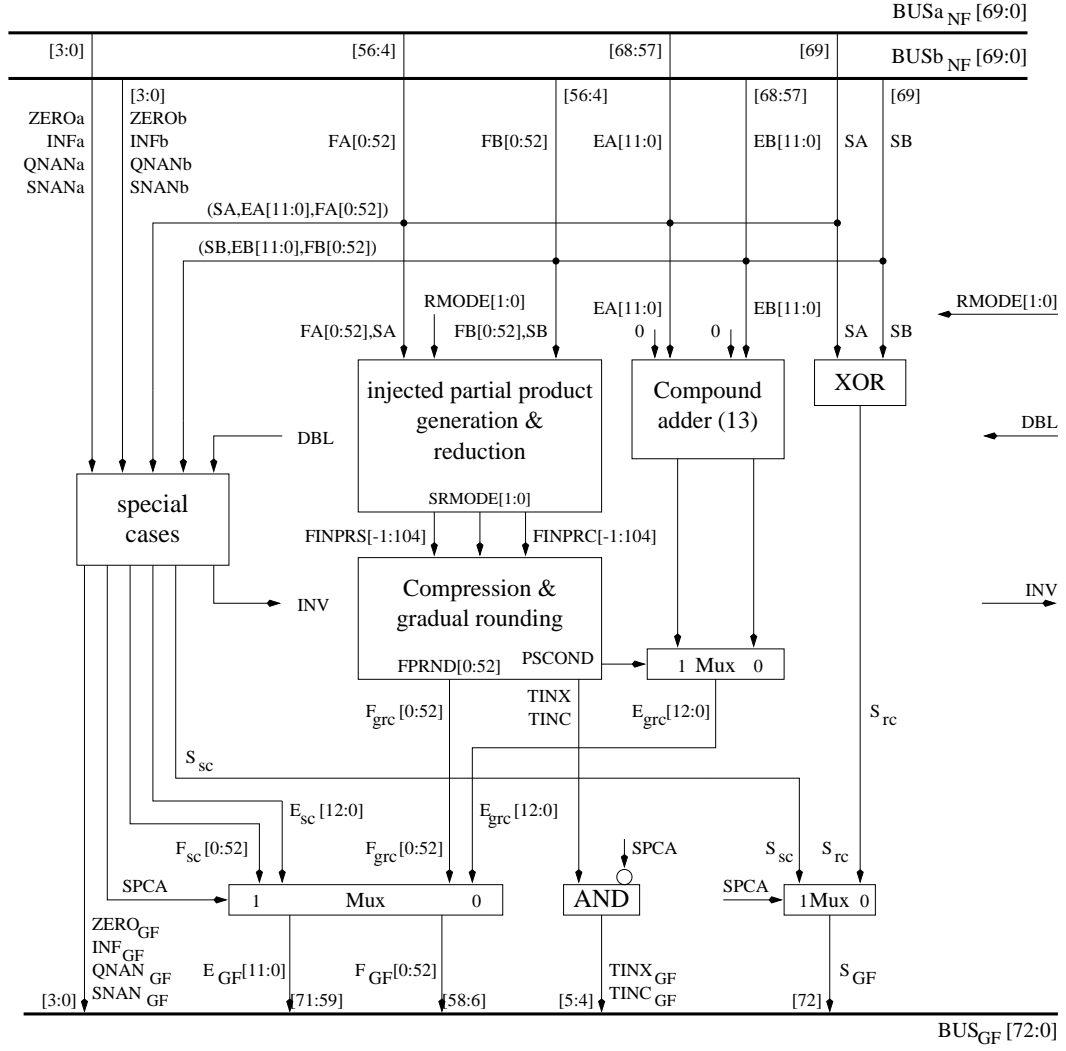 BUSa NF [69:0]
[3:0] [56:4] [68:57] [69] BUSb NF [69:0]
[3:0] [56:4] [68:57] [69]
ZEROa ZEROb
INFa INFb FA[0:52] FB[0:52] EA[11:0] EB[11:0] SA SB
QNANa QNANb
SNANa SNANb
(SA,EA[11:0],FA[0:52])
(SB,EB[11:0],FB[0:52])
RMODE[1:0] EA[11:0] EB[11:0] RMODE[1:0]
FA[0:52],SA FB[0:52],SB 0 0 SA SB
injected partial product Compound XOR
generation & adder (13)
reduction
DBL DBL
SRMODE[1:0]
special
cases
FINPRS[-1:104] FINPRC[-1:104]
Compression &
gradual rounding
INV INV
FPRND[0:52] PSCOND 1 Mux 0
TINX
TINC
F grc [0:52] E grc [12:0] S rc
S sc
E sc [12:0] E grc [12:0]
F sc [0:52] F grc [0:52] SPCA S sc S rc
SPCA 1 Mux 0 AND SPCA 1 Mux 0
ZERO GF
INF GF
QNAN GF E GF [11:0] F GF [0:52] TINX GF S GF
SNAN GF TINC GF
[3:0] [71:59] [58:6] [5:4] [72]
BUS GF [72:0]